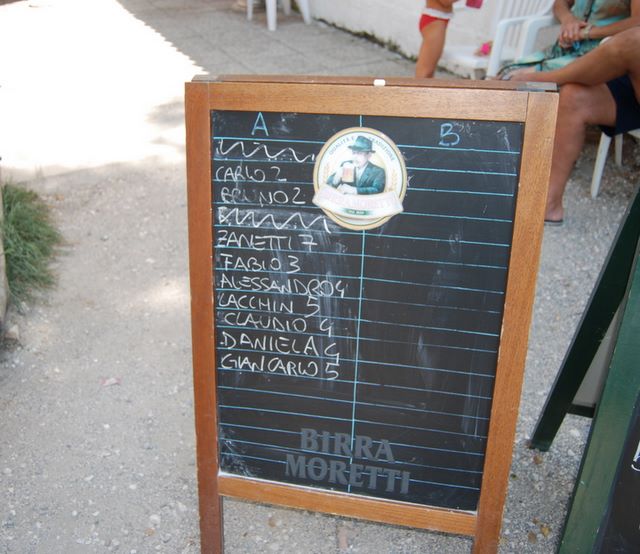 A B
CARLO 2
BRUNO 2
ZANETTI 7
FABIO 3
ALESSANDRO 4
LACCHIN 5
CLAUDIO 4
DANIELA 4
GIANCARLO 5
BIRRA
MORETTI